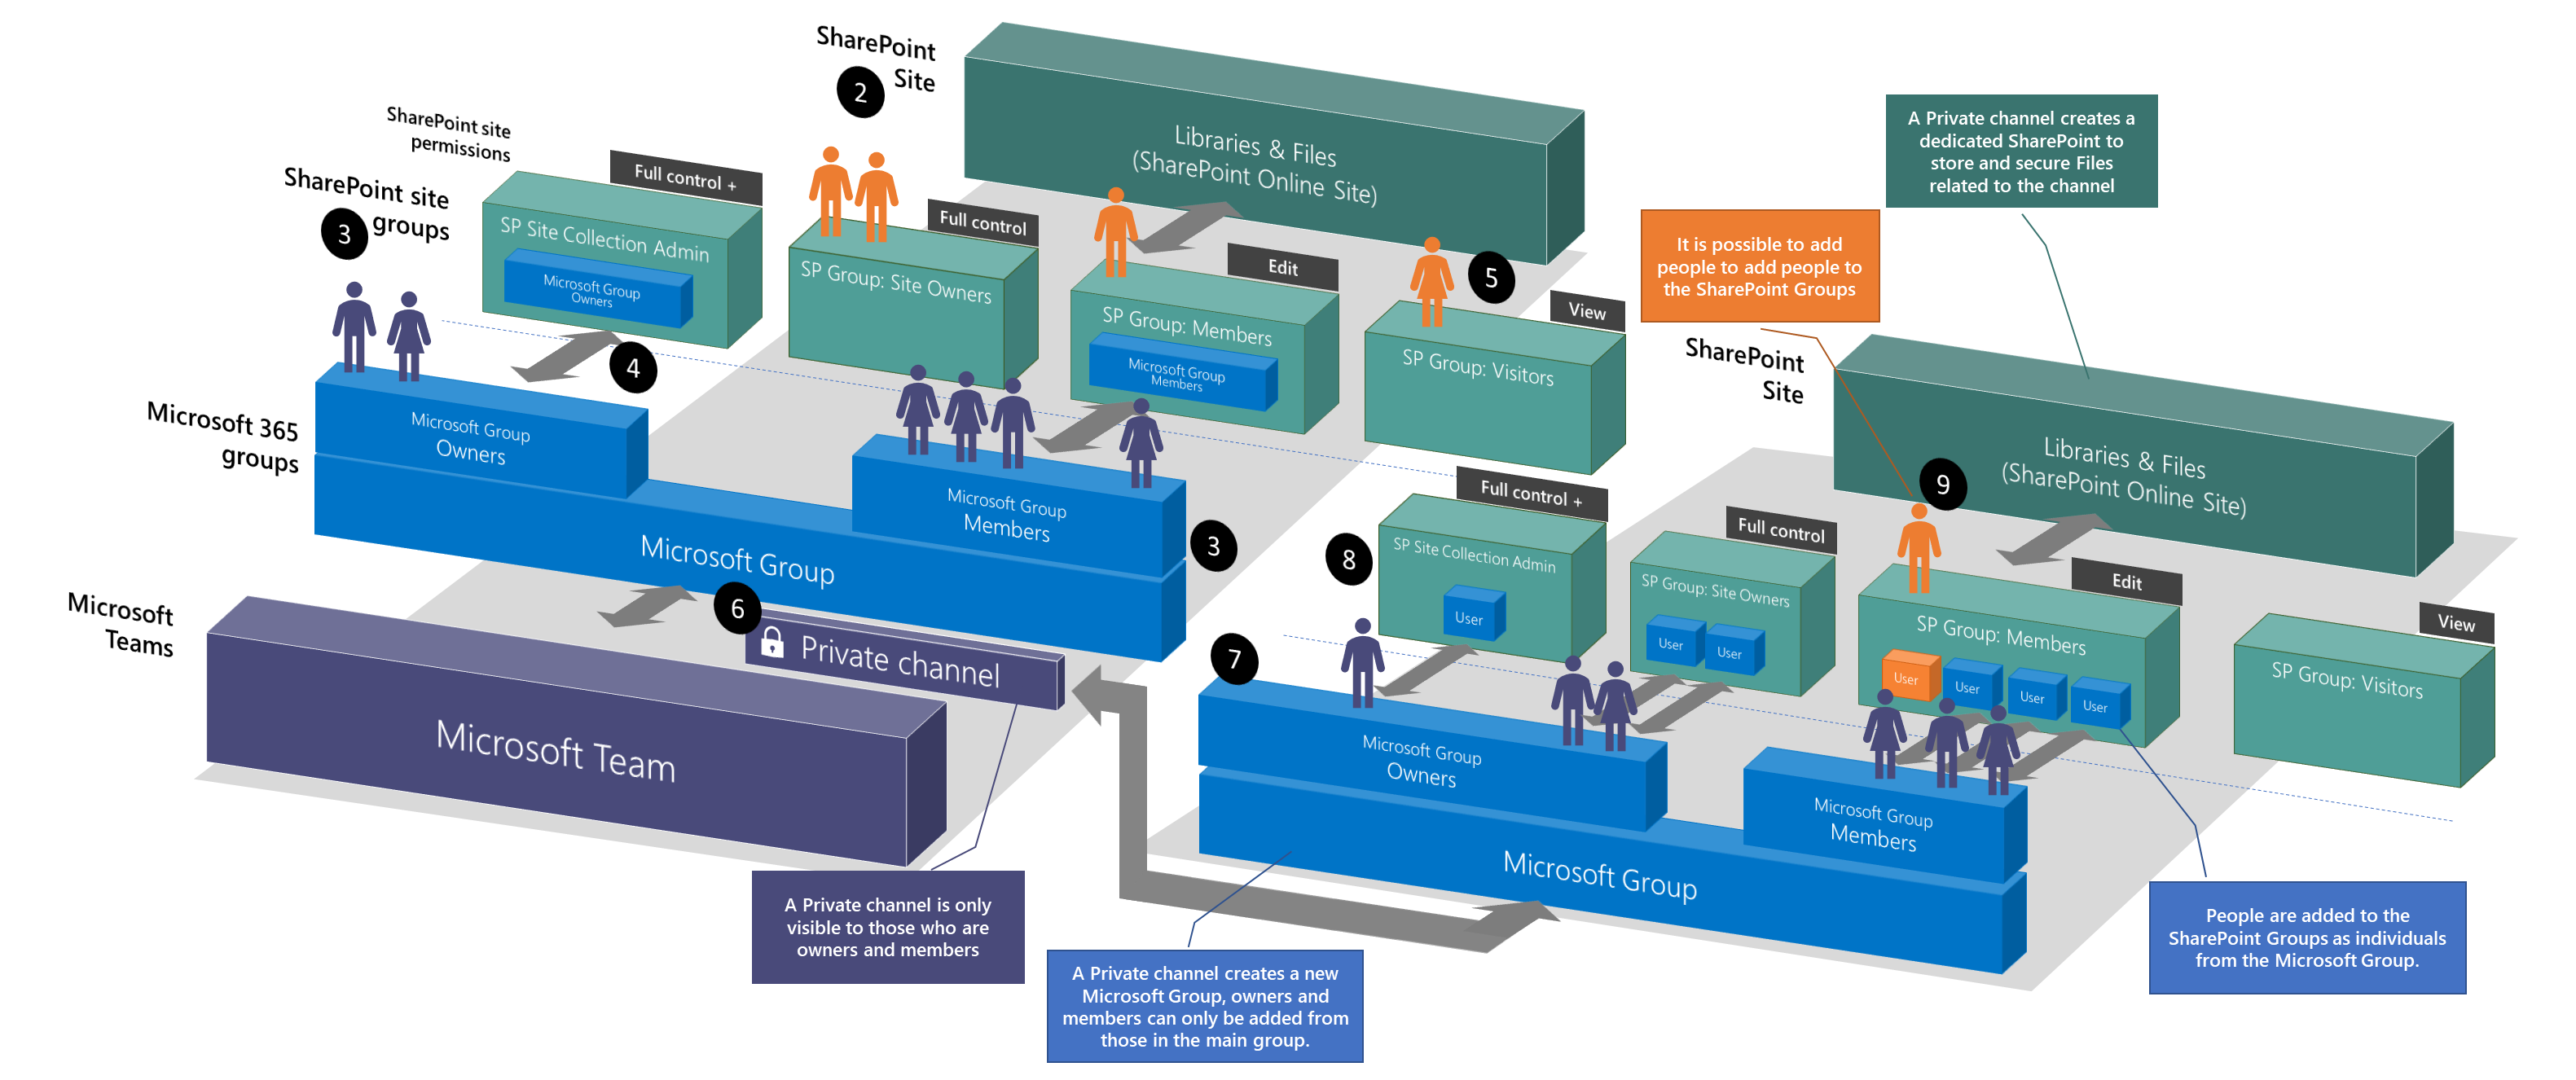 SharePoint
Site
2
SharePoint site
permissions
SharePoint site
groups
3
Full control +
SP Site Collection Admin
Microsoft Group
Owners
4
Full control
SP Group: Site Owners
Libraries & Files
(SharePoint Online Site)
Edit
SP Group: Members
Microsoft Group
Members
5
View
SP Group: Visitors
Microsoft 365
groups
Microsoft Group
Owners
Microsoft Group
Members
3
Microsoft Group
Microsoft
Teams
6
Private channel
Microsoft Team
A Private channel is only
visible to those who are
owners and members
A Private channel creates a
dedicated SharePoint to
store and secure Files
related to the channel
It is possible to add
people to add people to
the SharePoint Groups
SharePoint
Site
Libraries & Files
(SharePoint Online Site)
9
8
Full control +
SP Site Collection Admin
User
Full control
SP Group: Site Owners
User
User
Edit
SP Group: Members
User
User
User
User
View
SP Group: Visitors
7
Microsoft Group
Owners
Microsoft Group
Members
Microsoft Group
A Private channel creates a new
Microsoft Group, owners and
members can only be added from
those in the main group.
People are added to the
SharePoint Groups as individuals
from the Microsoft Group.